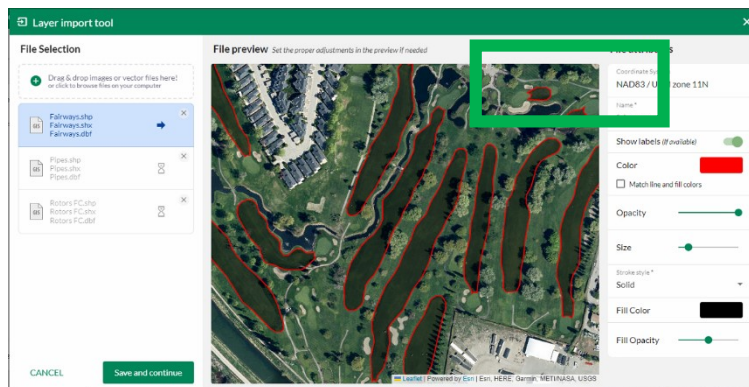 Layer import tool
File Selection
Drag & drop images or vector files here!
or click to browse files on your computer
Fairways.shp
Fairways.shx
Fairways.dbf
Pipes.shp
Pipes.shx
Pipes.dbf
Rotors FC.shp
Rotors FC.shx
Rotors FC.dbf
CANCEL
Save and continue
File preview Set the proper adjustments in the preview if needed
Leaflet | Powered by Esri | Esri, HERE, Garmin, METI/NASA, USGS
Coordinate Sy
NAD83 / U zone 11N
Name *
Show labels (if available)
Color
Match line and fill colors
Opacity
Size
Stroke style *
Solid
Fill Color
Fill Opacity